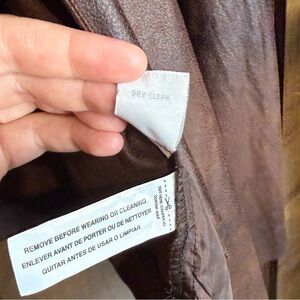 DRY CLEAN
REMOVE BEFORE WEARING OR CLEANING
ENLEVER AVANT DE PORTER OU DE NETTOYER
QUITAR ANTES DE USAR O LIMPIAR